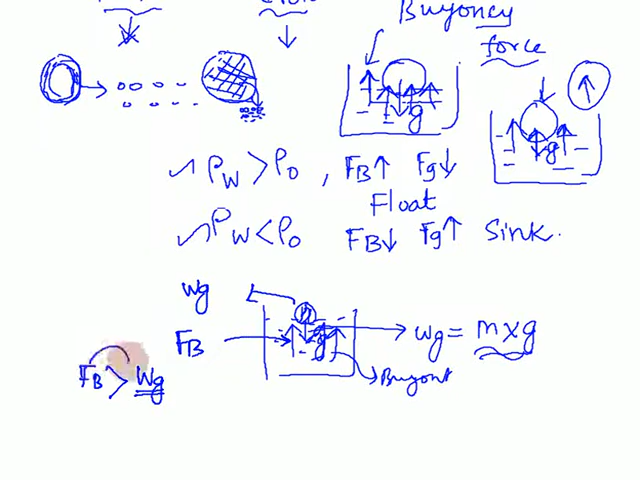 Buyoncy
force
g
g
ρw > ρo , FB↑ Fg↓
Float
ρw < ρo FB↓ Fg↑ Sink.
wg
FB
g
wg = m x g
Buyont
FB > Wg